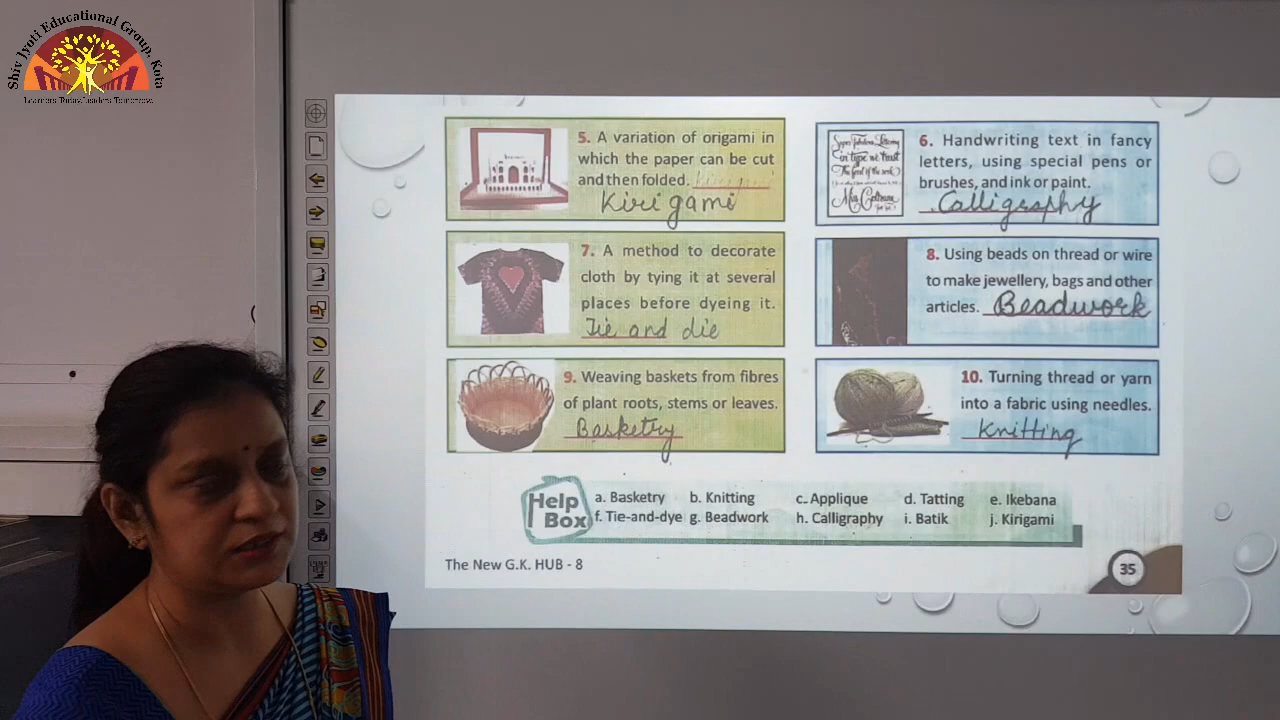 Shiv Jyoti Educational Group, Kota
Learners Today, Leaders Tomorrow.
5. A variation of origami in
which the paper can be cut
and then folded.
Kirigami
6. Handwriting text in fancy
letters, using special pens or
brushes, and ink or paint.
Calligraphy
7. A method to decorate
cloth by tying it at several
places before dyeing it.
Tie and die
8. Using beads on thread or wire
to make jewellery, bags and other
articles. Beadwork
9. Weaving baskets from fibres
of plant roots, stems or leaves.
Basketry
10. Turning thread or yarn
into a fabric using needles.
Knitting
Help
Box
a. Basketry b. Knitting c. Applique d. Tatting e. Ikebana
f. Tie-and-dye g. Beadwork h. Calligraphy i. Batik j. Kirigami
The New G.K. HUB - 8
35